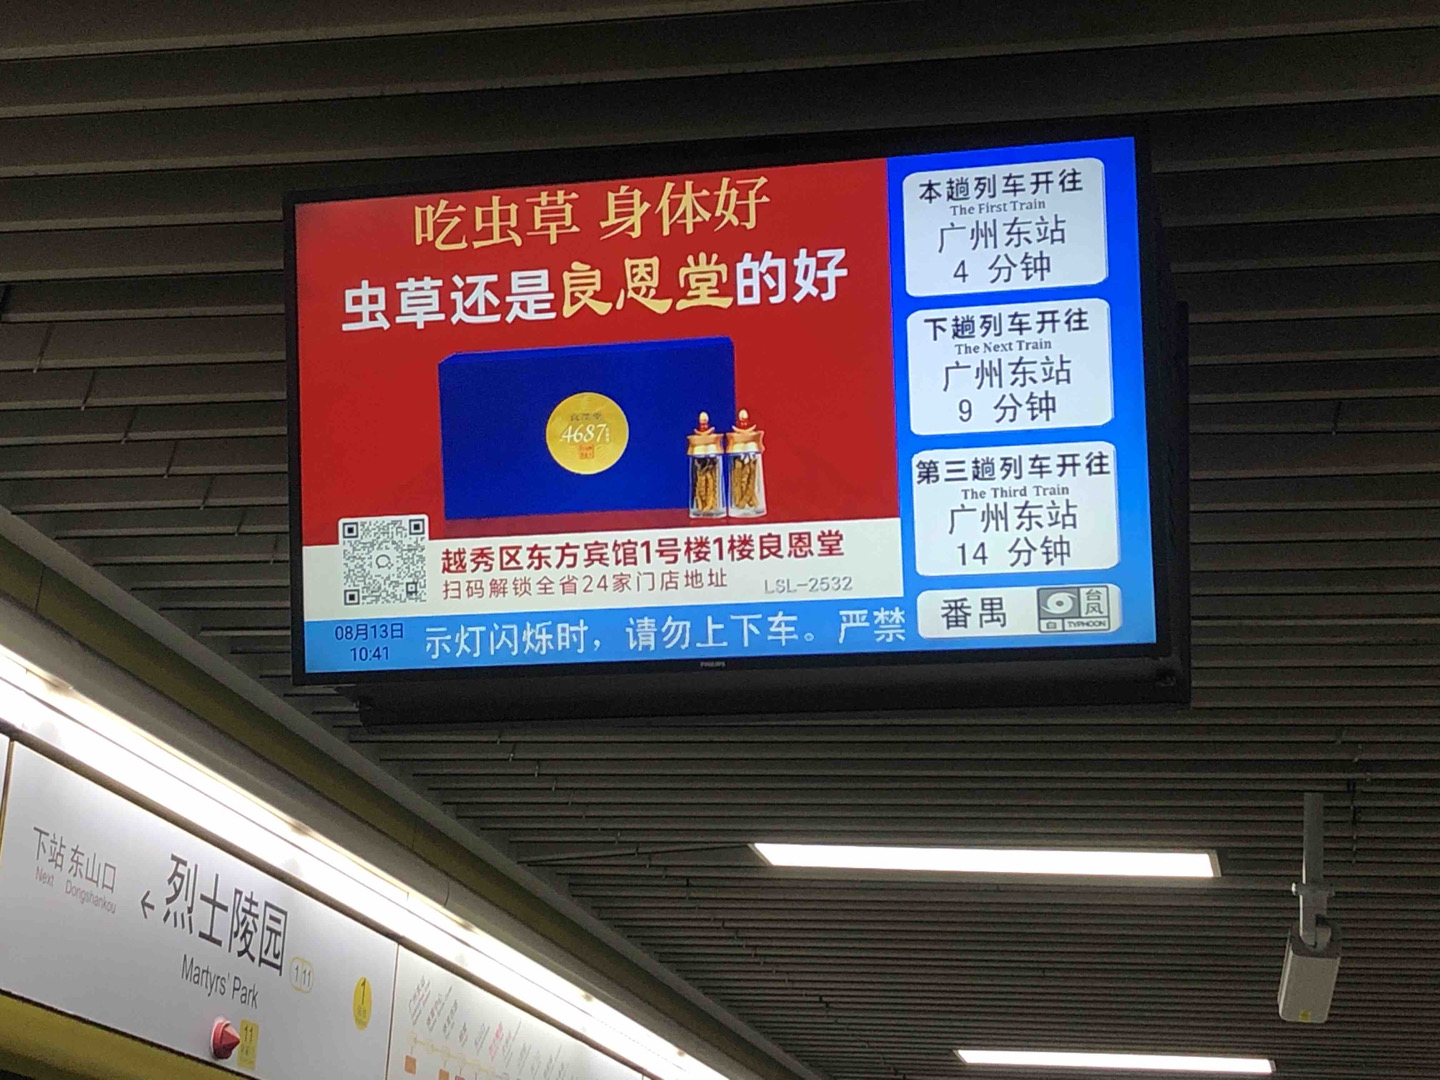 吃虫草 身体好
虫草还是良恩堂的好
4687
越秀区东方宾馆1号楼1楼良恩堂
扫码解锁全省24家门店地址
LSL-2532
08月13日
10:41
示灯闪烁时，请勿上下车。严禁
本趟列车开往
The First Train
广州东站
4 分钟
下趟列车开往
The Next Train
广州东站
9 分钟
第三趟列车开往
The Third Train
广州东站
14 分钟
番禺
台风
白
TYPHOON
PHILIPS
下站 东山口
Next Dongshankou
←烈士陵园
1 11
Martyrs' Park
1
11